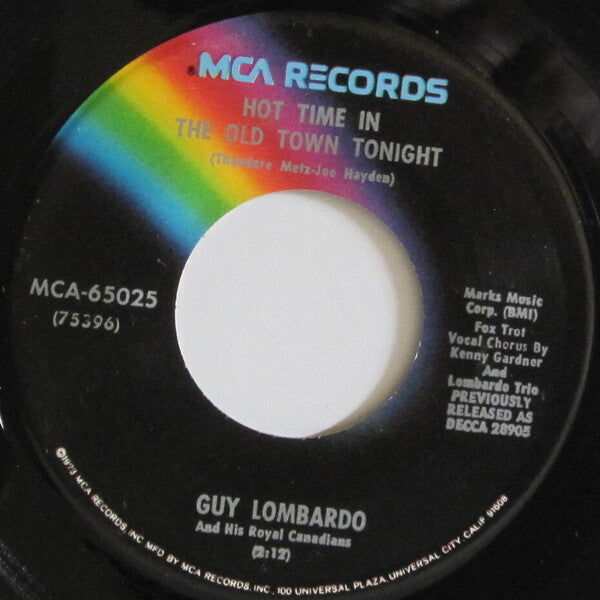 ®MCA RECORDS
HOT TIME IN
THE OLD TOWN TONIGHT
(Theodore Metz-Joe Hayden)
MCA-65025
(75396)
Marks Music
Corp. (BMI)
Fox Trot
Vocal Chorus By
Kenny Gardner
And
Lombardo Trio
PREVIOUSLY
RELEASED AS
DECCA 28905
GUY LOMBARDO
And His Royal Canadians
(2:12)
©1973 MCA RECORDS, INC MFD BY MCA RECORDS, INC., 100 UNIVERSAL PLAZA, UNIVERSAL CITY, CALIF 91608